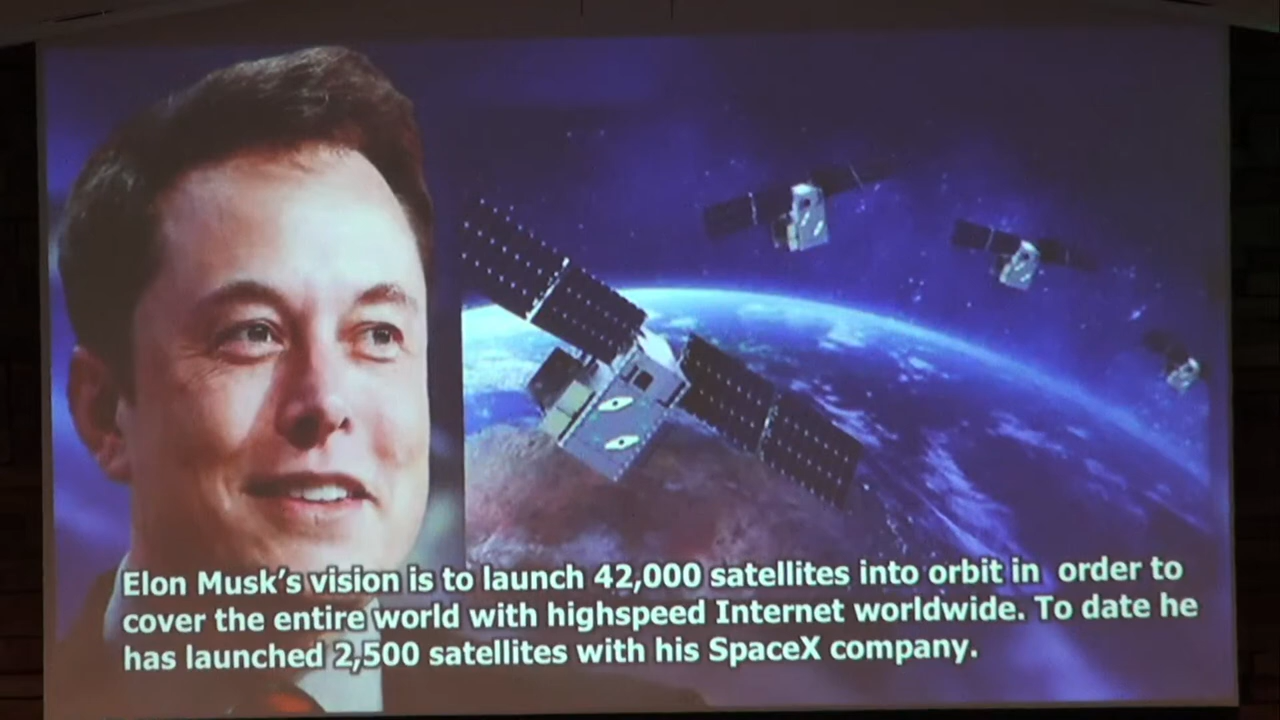 Elon Musk's vision is to launch 42,000 satellites into orbit in order to
cover the entire world with highspeed Internet worldwide. To date he
has launched 2,500 satellites with his SpaceX company.